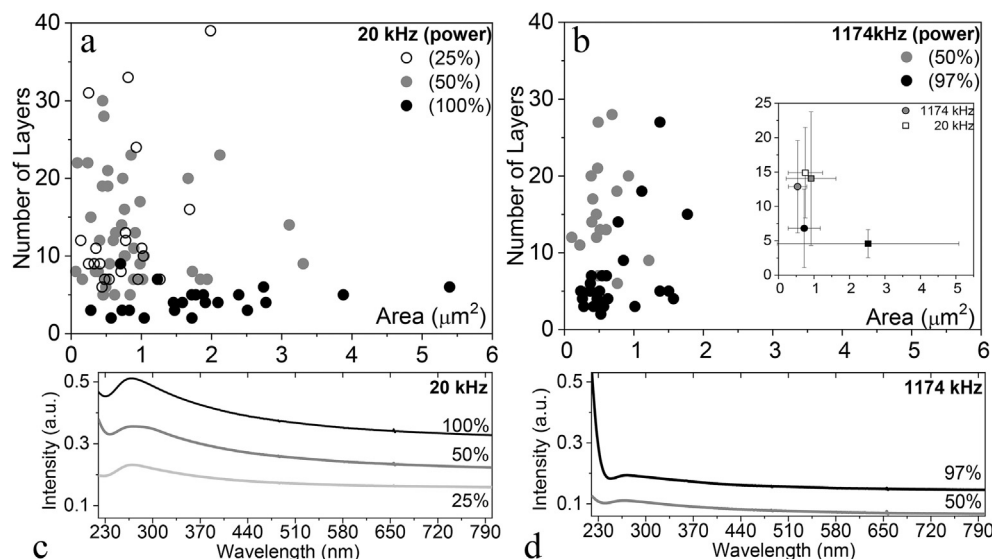 a
20 kHz (power)
(25%)
(50%)
(100%)
Number of Layers
40
30
20
10
0
Area (μm²)
0 1 2 3 4 5 6
b
1174kHz (power)
(50%)
(97%)
Number of Layers
40
30
20
10
0
Area (μm²)
0 1 2 3 4 5 6
1174 kHz
20 kHz
25
20
15
10
5
0
0 1 2 3 4 5
20 kHz
Intensity (a.u.)
0.5
0.3
0.1
100%
50%
25%
230 300 370 440 510 580 650 720 790
Wavelength (nm)
c
1174 kHz
Intensity (a.u.)
0.5
0.3
0.1
97%
50%
230 300 370 440 510 580 650 720 790
Wavelength (nm)
d